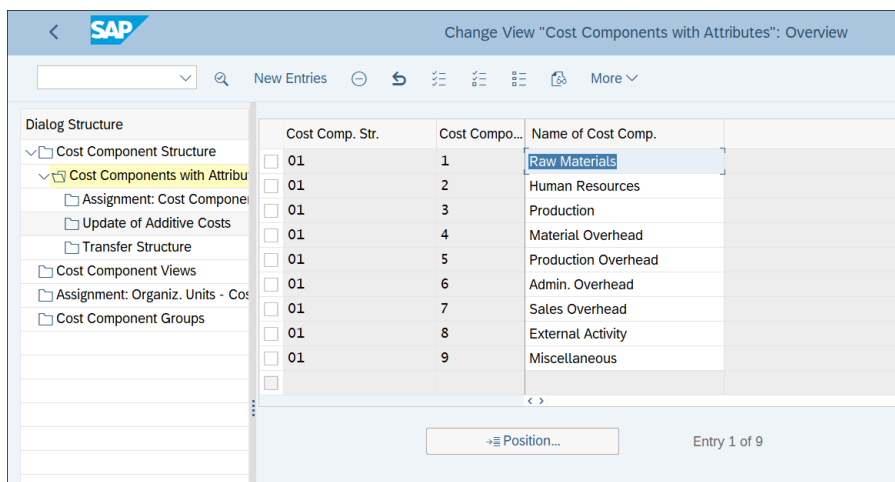 SAP
Change View "Cost Components with Attributes": Overview
New Entries More
Dialog Structure
Cost Component Structure
Cost Components with Attribu
Assignment: Cost Componer
Update of Additive Costs
Transfer Structure
Cost Component Views
Assignment: Organiz. Units - Cos
Cost Component Groups
Cost Comp. Str. Cost Compo... Name of Cost Comp.
01 1 Raw Materials
01 2 Human Resources
01 3 Production
01 4 Material Overhead
01 5 Production Overhead
01 6 Admin. Overhead
01 7 Sales Overhead
01 8 External Activity
01 9 Miscellaneous
Position... Entry 1 of 9